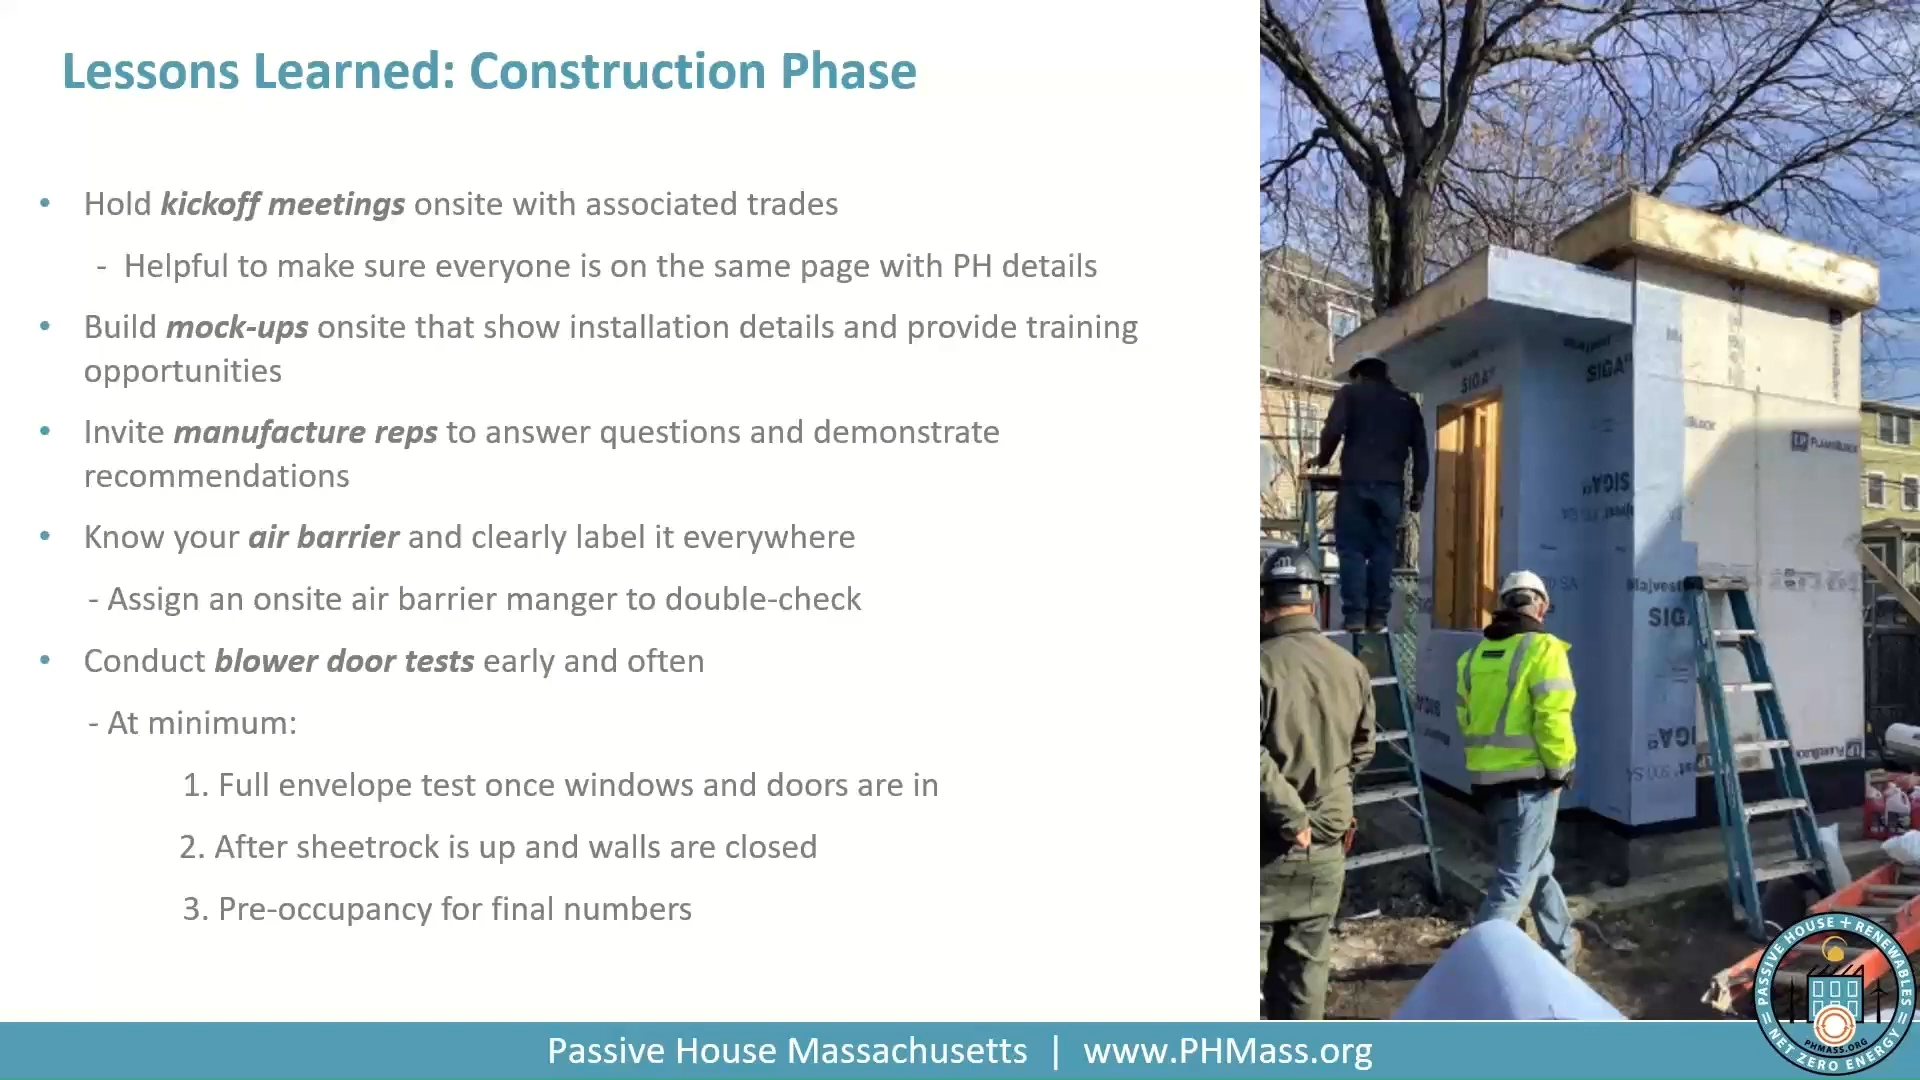 Lessons Learned: Construction Phase
• Hold kickoff meetings onsite with associated trades
- Helpful to make sure everyone is on the same page with PH details
• Build mock-ups onsite that show installation details and provide training
opportunities
• Invite manufacture reps to answer questions and demonstrate
recommendations
• Know your air barrier and clearly label it everywhere
- Assign an onsite air barrier manger to double-check
• Conduct blower door tests early and often
- At minimum:
1. Full envelope test once windows and doors are in
2. After sheetrock is up and walls are closed
3. Pre-occupancy for final numbers
SIGA
SIGA
SIGA
Majvest
SIGA
LP FLAMEBLOCK
PASSIVE HOUSE + RENEWABLES
= NET ZERO ENERGY =
PHMASS.ORG
Passive House Massachusetts | www.PHMass.org